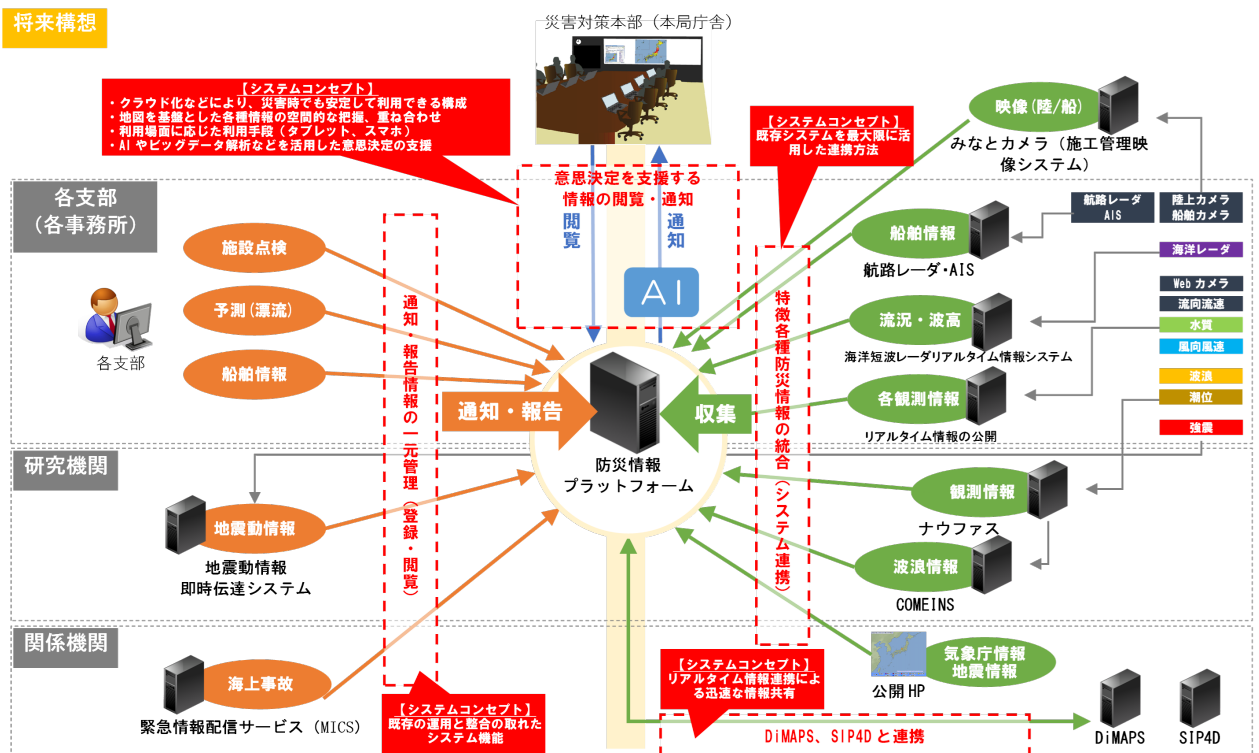 将来構想
災害対策本部（本局庁舎）
【システムコンセプト】
・クラウド化などにより、災害時でも安定して利用できる構成
・地図を基盤とした各種情報の空間的な把握、重ね合わせ
・利用場面に応じた利用手段（タブレット、スマホ）
・AIやビッグデータ解析などを活用した意思決定の支援
【システムコンセプト】
既存システムを最大限に活
用した連携方法
映像(陸/船)
みなとカメラ（施工管理映
像システム）
各支部
（各事務所）
意思決定を支援する
情報の閲覧・通知
閲覧
通知
AI
航路レーダ
AIS
陸上カメラ
船舶カメラ
施設点検
予測(漂流)
船舶情報
各支部
船舶情報
航路レーダ・AIS
海洋レーダ
流況・波高
海洋短波レーダリアルタイム情報システム
Webカメラ
流向流速
水質
風向風速
波浪
潮位
強震
各観測情報
リアルタイム情報の公開
通知・報告情報の一元管理（登録・閲覧）
特徴各種防災情報の統合（システム連携）
通知・報告
収集
防災情報
プラットフォーム
研究機関
地震動情報
地震動情報
即時伝達システム
観測情報
ナウファス
波浪情報
COMEINS
関係機関
海上事故
緊急情報配信サービス（MICS）
【システムコンセプト】
既存の運用と整合の取れた
システム機能
【システムコンセプト】
リアルタイム情報連携によ
る迅速な情報共有
気象庁情報
地震情報
公開HP
DiMAPS、SIP4Dと連携
DiMAPS
SIP4D